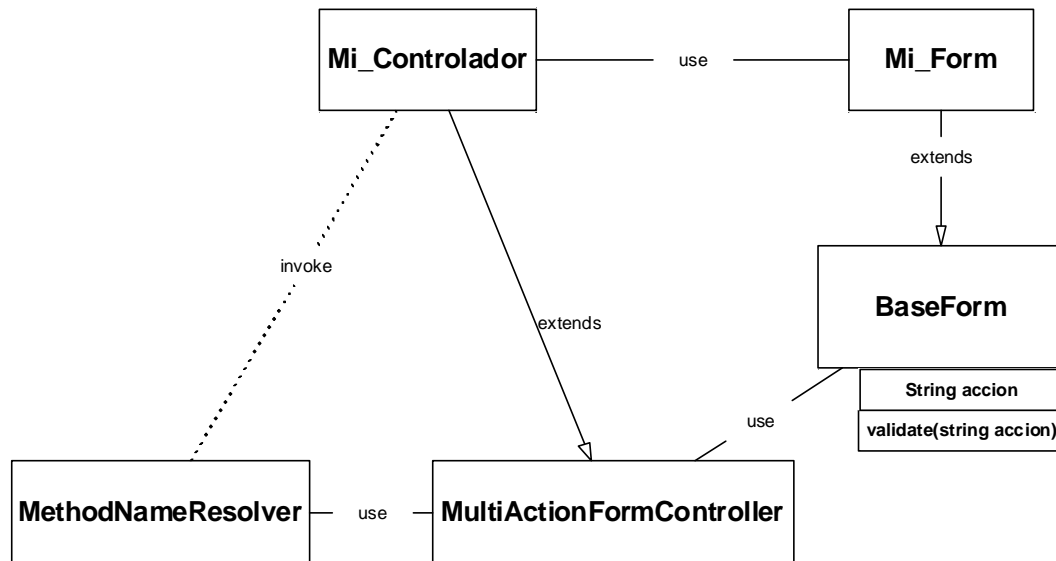 Mi_Controlador
use
Mi_Form
extends
invoke
BaseForm
extends
String accion
use
validate(string accion)
MethodNameResolver
use
MultiActionFormController